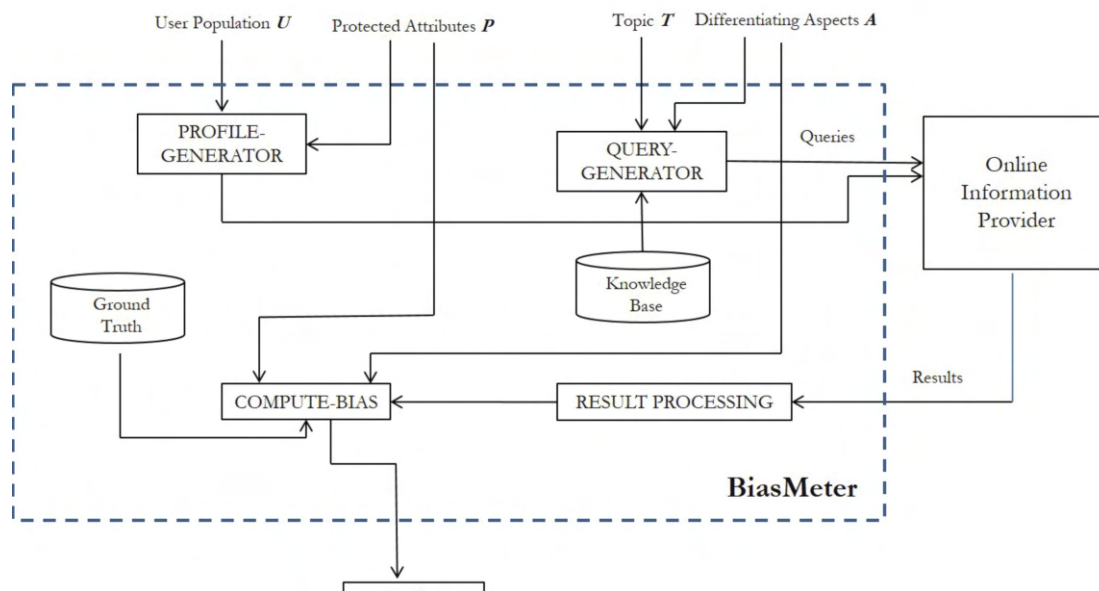 User Population U
Protected Attributes P
Topic T
Differentiating Aspects A
PROFILE-
GENERATOR
QUERY-
GENERATOR
Queries
Online
Information
Provider
Knowledge
Base
Ground
Truth
Results
COMPUTE-BIAS
RESULT PROCESSING
BiasMeter